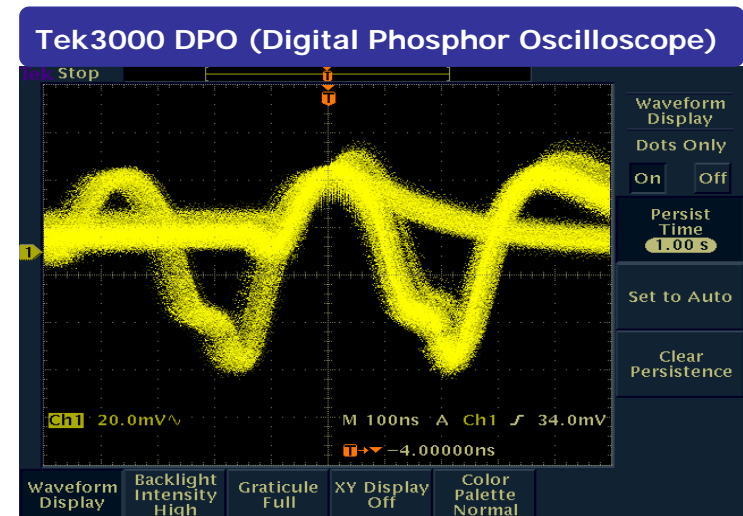 Tek3000 DPO (Digital Phosphor Oscilloscope)
Tek Stop
T
T
Waveform
Display
Dots Only
On Off
Persist
Time
1.00 s
Set to Auto
Clear
Persistence
1
Ch1 20.0mV∿ M 100ns A Ch1 ƒ 34.0mV
T→▼ −4.00000ns
Waveform
Display
Backlight
Intensity
High
Graticule
Full
XY Display
Off
Color
Palette
Normal